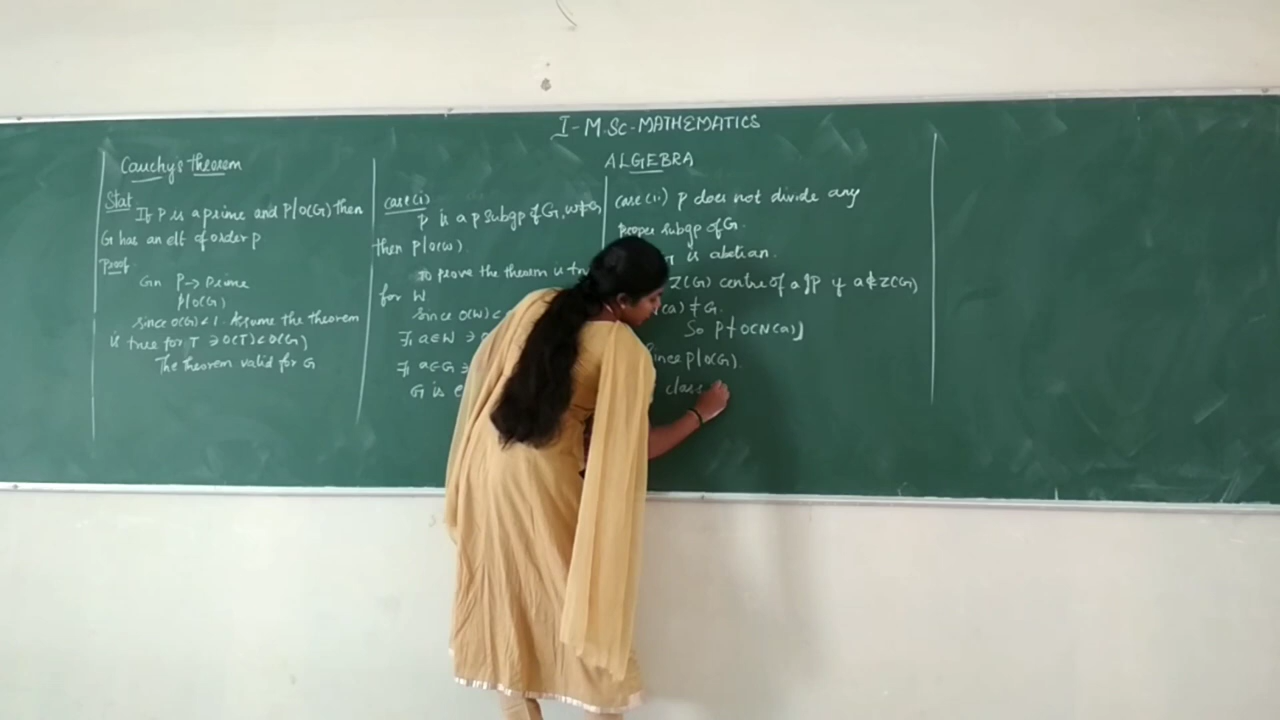 I - M.Sc - MATHEMATICS
ALGEBRA
Cauchy's theorem
Stat
If P is a prime and P|O(G) then
G has an elt of order p
Proof
Gn P → Prime
P|O(G)
since O(G) < 1. Assume the theorem
is true for T ∋ O(T) < O(G)
The theorem valid for G
case (i)
P is a p subgp of G, W≠G
then P|O(W)
To prove the theorem is
for W
since O(W) <
∃ a∈W ∋
∃ a∈G ∋
G is
case (ii) P does not divide any
proper subgp of G.
is abelian.
Z(G) centre of a gp if a∉Z(G)
(a) ≠ G.
So P∤O(N(a))
since P|O(G).
class